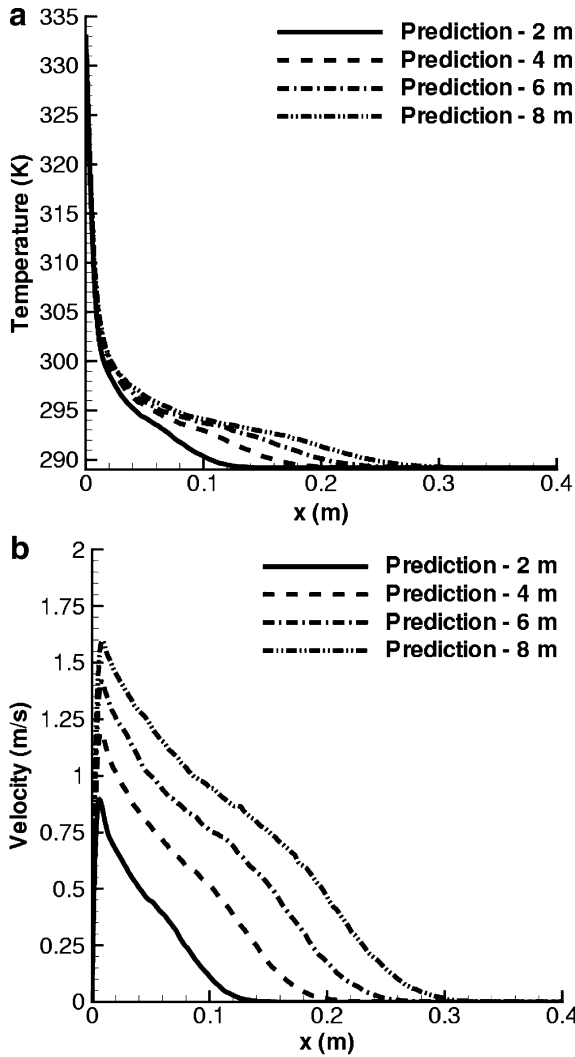 a
Prediction - 2 m
Prediction - 4 m
Prediction - 6 m
Prediction - 8 m
Temperature (K)
335
330
325
320
315
310
305
300
295
290
0 0.1 0.2 0.3 0.4
x (m)
b
Prediction - 2 m
Prediction - 4 m
Prediction - 6 m
Prediction - 8 m
Velocity (m/s)
2
1.75
1.5
1.25
1
0.75
0.5
0.25
0
0 0.1 0.2 0.3 0.4
x (m)